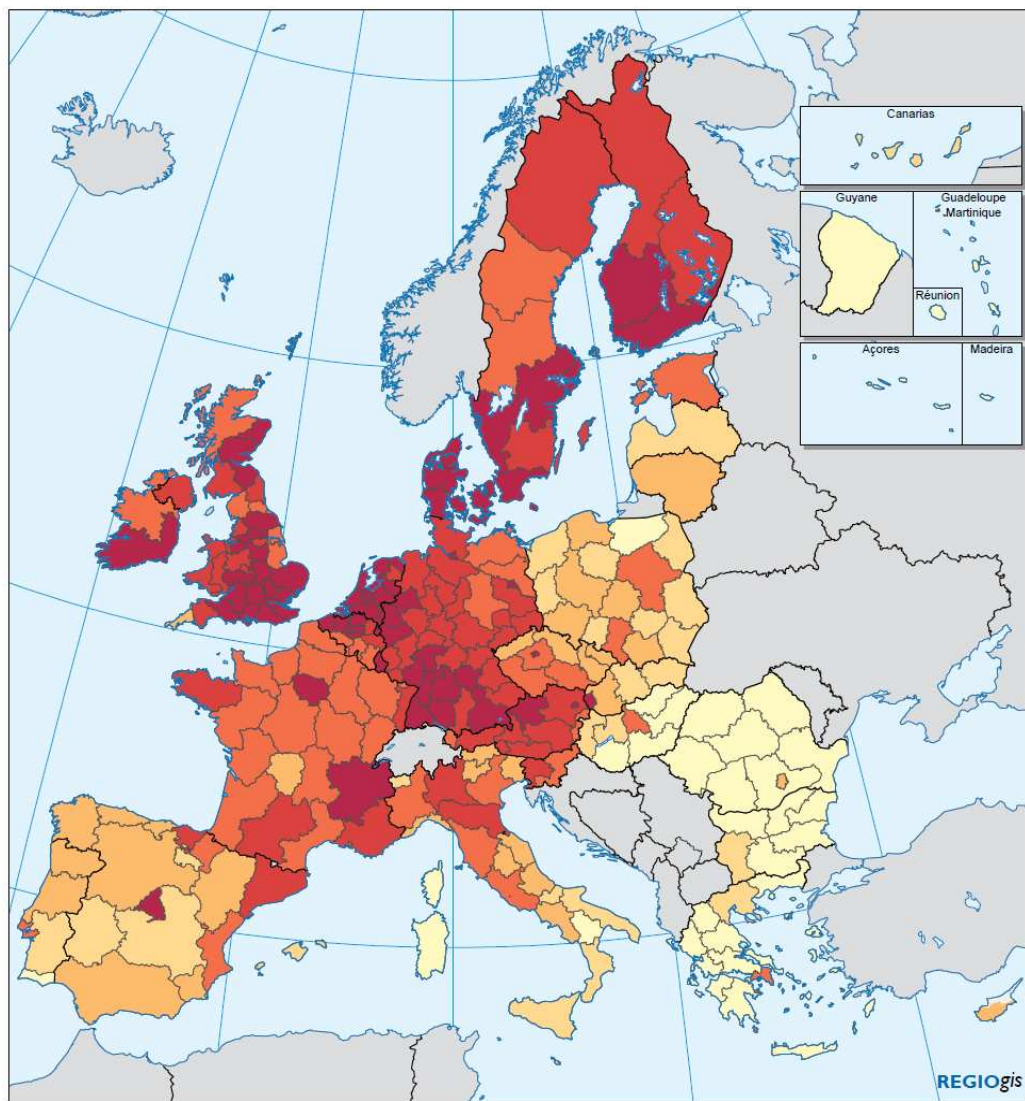 Canarias
Guyane
Guadeloupe
Martinique
Réunion
Açores
Madeira
REGIOgis